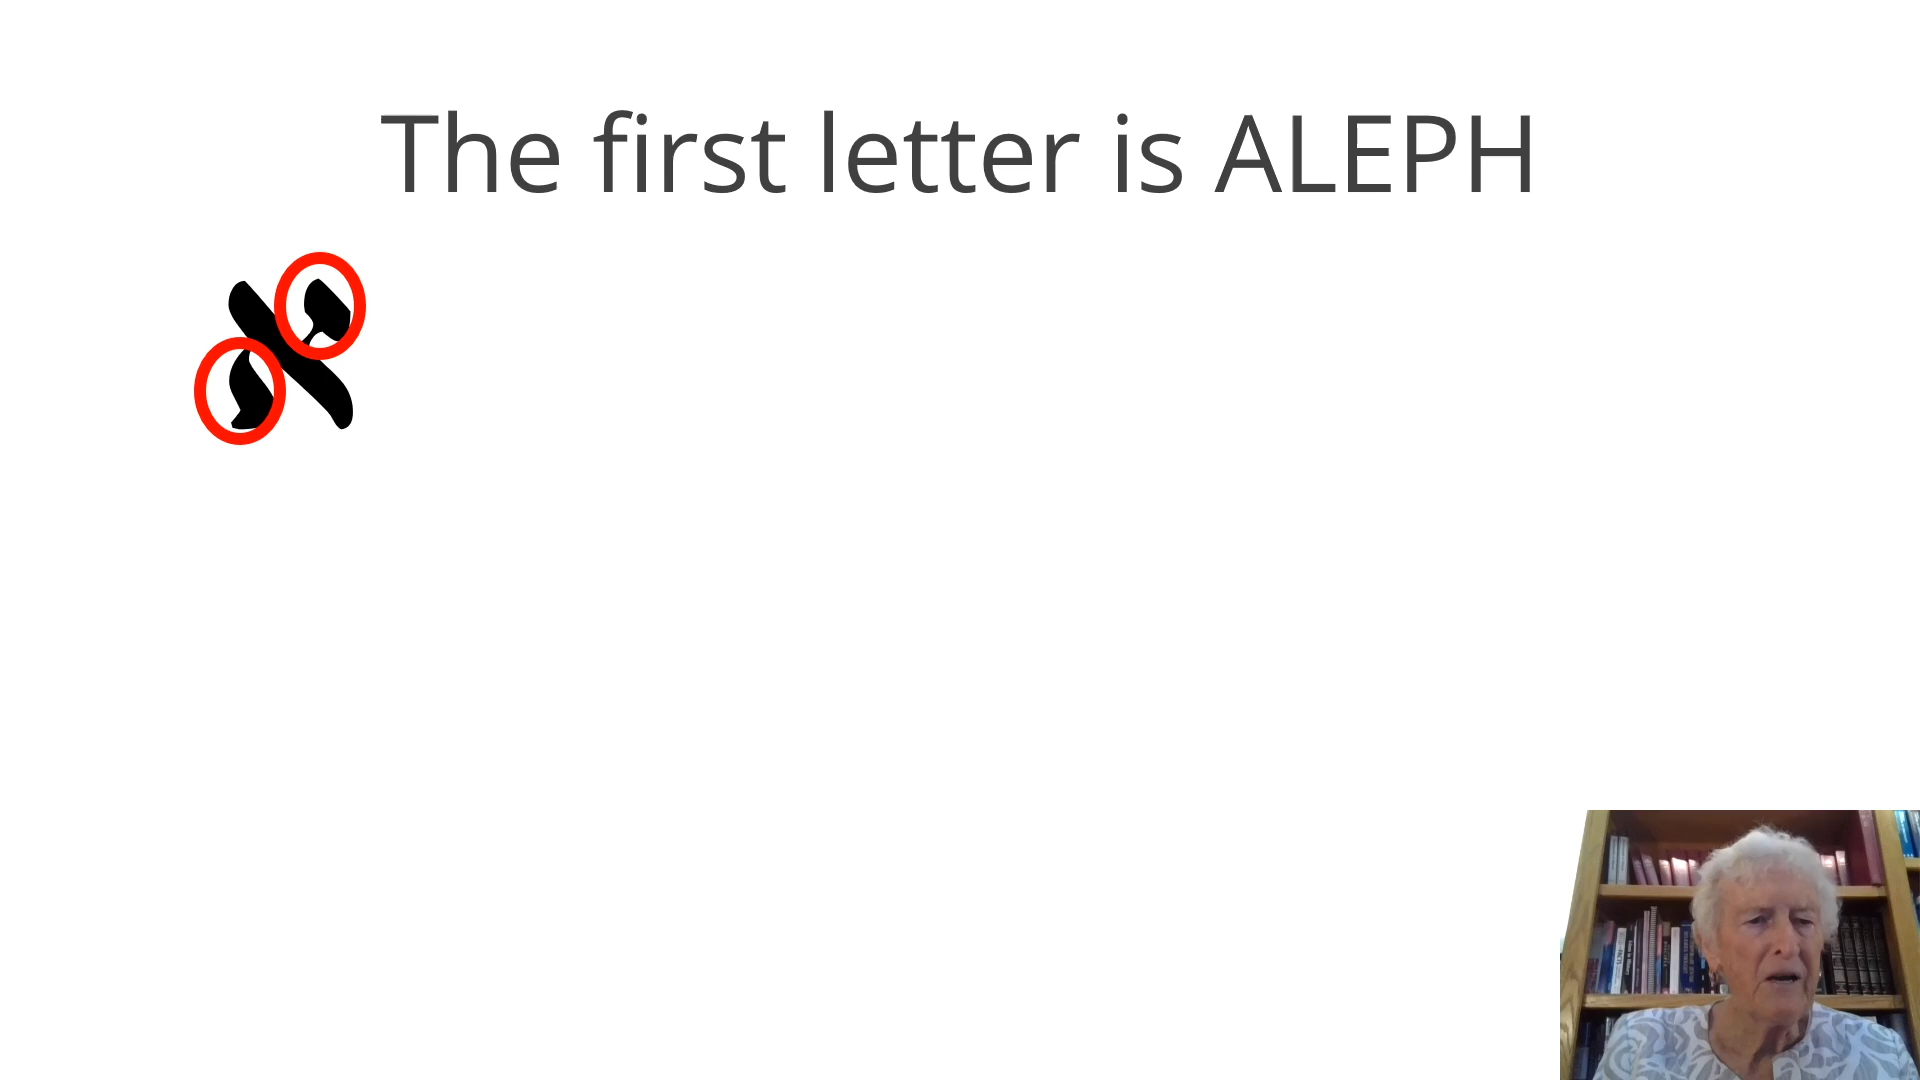 The first letter is ALEPH
א